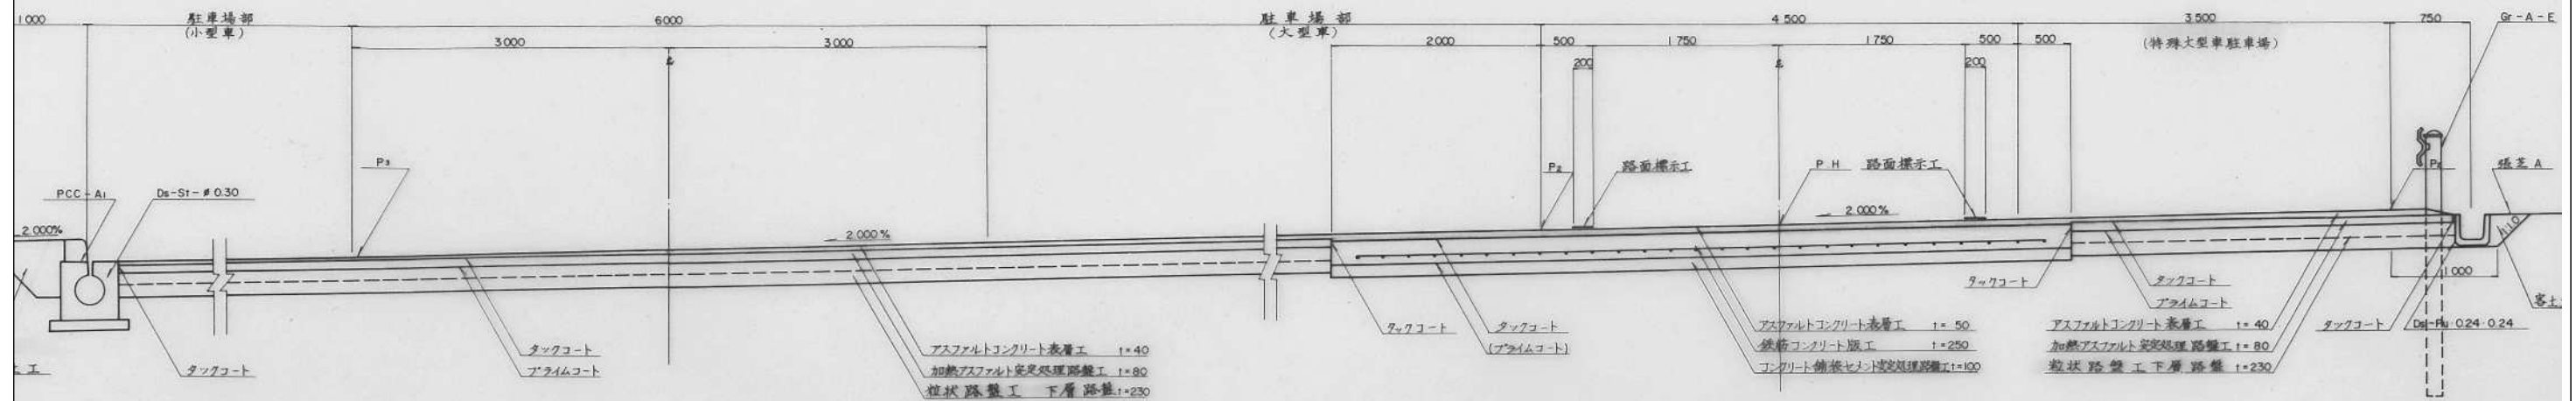 1000
駐車場部
(小型車)
6000
3000
3000
駐車場部
(大型車)
2000
4500
500
1750
1750
500
500
200
200
3500
(特殊大型車駐車場)
750
Gr-A-E
PCC-A1
Ds-St-φ0.30
P3
P2
路面標示工
P.H
路面標示工
張芝A
2.000%
2.000%
2.000%
1:1.0
1000
タックコート
タックコート
プライムコート
アスファルトコンクリート表層工 t=40
加熱アスファルト安定処理路盤工 t=80
粒状路盤工 下層路盤 t=230
タックコート
タックコート
(プライムコート)
アスファルトコンクリート表層工 t=50
鉄筋コンクリート版工 t=250
コンクリート舗装セメント安定処理路盤工 t=100
タックコート
タックコート
プライムコート
アスファルトコンクリート表層工 t=40
加熱アスファルト安定処理路盤工 t=80
粒状路盤工下層路盤 t=230
タックコート
Dsl-Pu 0.24·0.24
客土
工